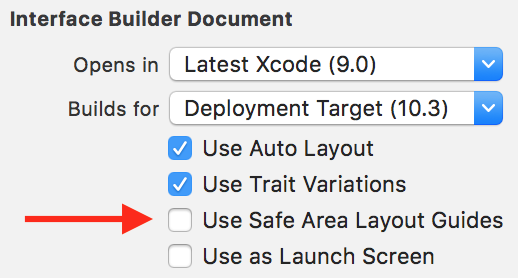 Interface Builder Document
Opens in Latest Xcode (9.0)
Builds for Deployment Target (10.3)
Use Auto Layout
Use Trait Variations
Use Safe Area Layout Guides
Use as Launch Screen